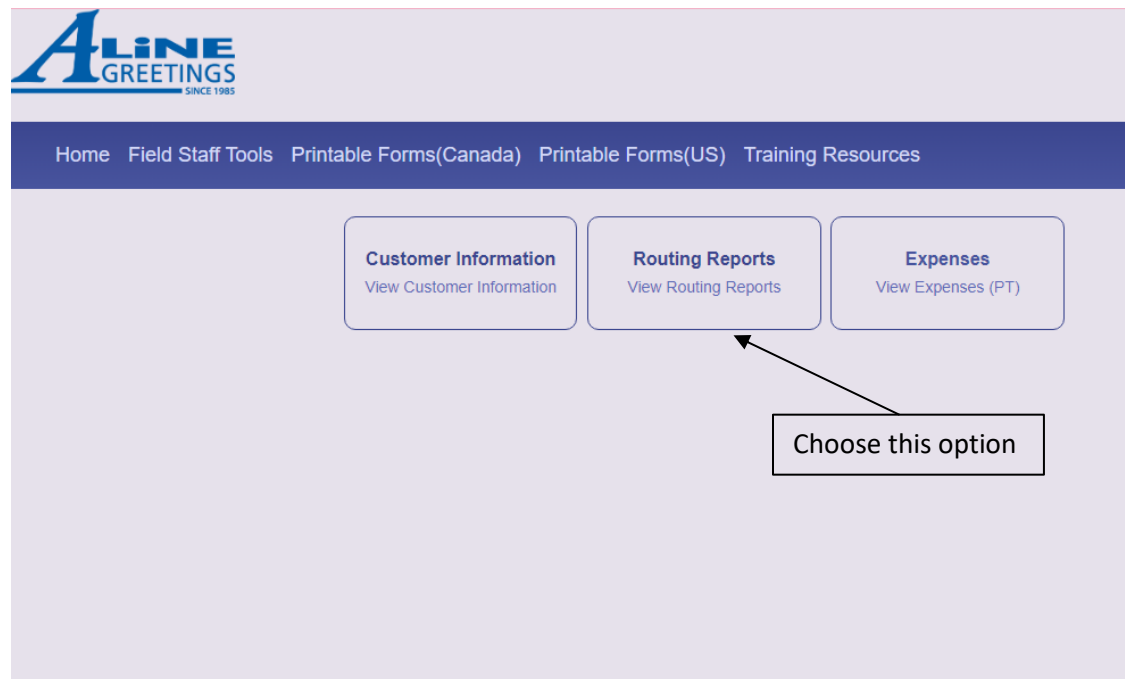 ALiNE
GREETINGS
SINCE 1985
Home Field Staff Tools Printable Forms(Canada) Printable Forms(US) Training Resources
Customer Information
View Customer Information
Routing Reports
View Routing Reports
Expenses
View Expenses (PT)
Choose this option